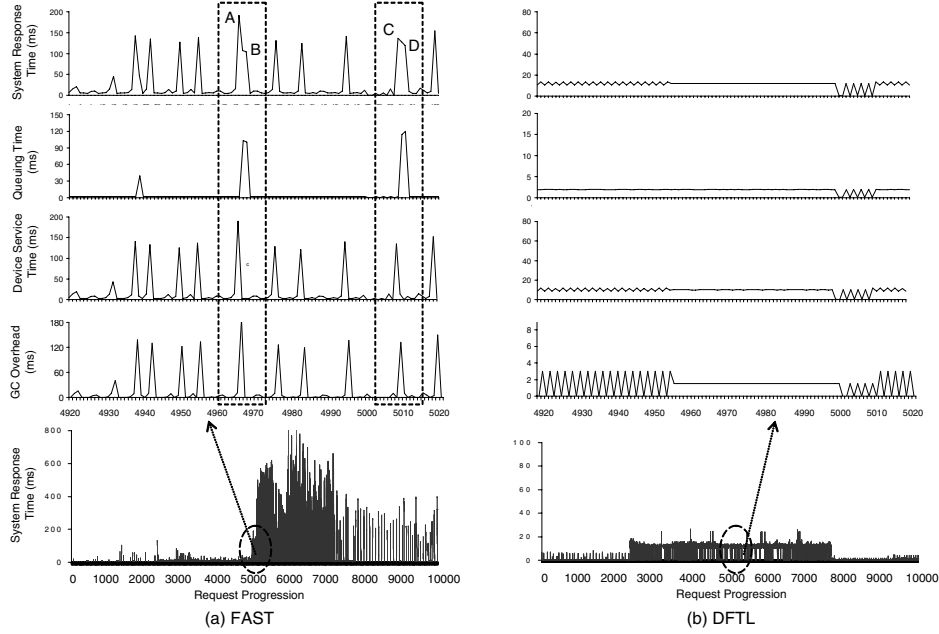 System Response
Time (ms)
200
150
100
50
0
A
B
C
D
Queuing Time
(ms)
150
120
90
60
30
0
Device Service
Time (ms)
200
150
100
50
0
c
GC Overhead
(ms)
180
120
60
0
4920 4930 4940 4950 4960 4970 4980 4990 5000 5010 5020
System Response
Time (ms)
800
600
400
200
0
0 1000 2000 3000 4000 5000 6000 7000 8000 9000 10000
Request Progression
(a) FAST
80
60
40
20
0
20
15
10
5
0
80
60
40
20
0
8
6
4
2
0
4920 4930 4940 4950 4960 4970 4980 4990 5000 5010 5020
100
80
60
40
20
0
0 1000 2000 3000 4000 5000 6000 7000 8000 9000 10000
Request Progression
(b) DFTL